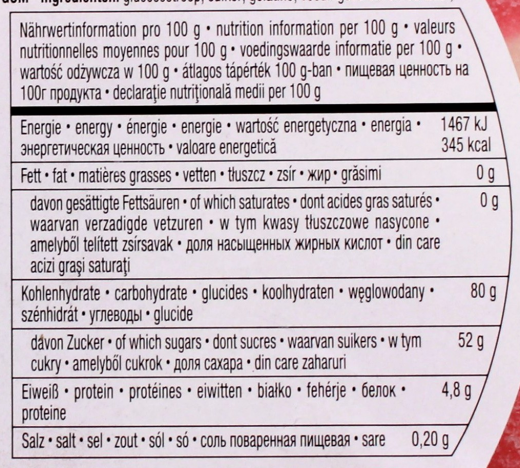 Nährwertinformation pro 100 g • nutrition information per 100 g • valeurs
nutritionnelles moyennes pour 100 g • voedingswaarde informatie per 100 g •
wartość odżywcza w 100 g • átlagos tápérték 100 g-ban • пищевая ценность на
100г продукта • declaraţie nutriţională medii per 100 g
Energie • energy • énergie • energie • wartość energetyczna • energia • 1467 kJ
энергетическая ценность • valoare energetică 345 kcal
Fett • fat • matières grasses • vetten • tłuszcz • zsír • жир • grăsimi 0 g
davon gesättigte Fettsäuren • of which saturates • dont acides gras saturés • 0 g
waarvan verzadigde vetzuren • w tym kwasy tłuszczowe nasycone •
amelyből telített zsírsavak • доля насыщенных жирных кислот • din care
acizi graşi saturaţi
Kohlenhydrate • carbohydrate • glucides • koolhydraten • węglowodany • 80 g
szénhidrát • углеводы • glucide
davon Zucker • of which sugars • dont sucres • waarvan suikers • w tym 52 g
cukry • amelyből cukrok • доля сахара • din care zaharuri
Eiweiß • protein • protéines • eiwitten • białko • fehérje • белок • 4,8 g
proteine
Salz • salt • sel • zout • sól • só • соль поваренная пищевая • sare 0,20 g